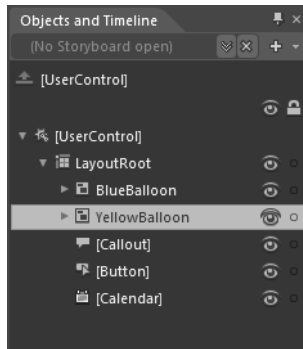 Objects and Timeline
(No Storyboard open)
[UserControl]
[UserControl]
LayoutRoot
BlueBalloon
YellowBalloon
[Callout]
[Button]
[Calendar]